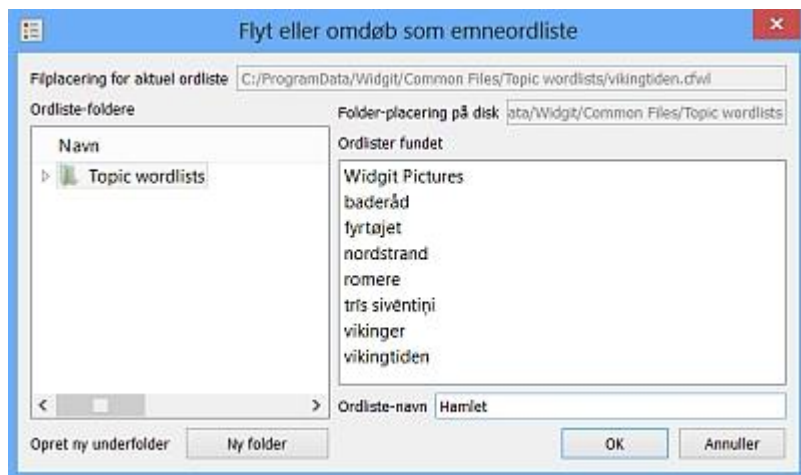 Flyt eller omdøb som emneordliste
Filplacering for aktuel ordliste C:/ProgramData/Widgit/Common Files/Topic wordlists/vikingtiden.cfwl
Ordliste-foldere
Folder-placering på disk ata/Widgit/Common Files/Topic wordlists
Navn
Topic wordlists
Ordlister fundet
Widgit Pictures
baderåd
fyrtøjet
nordstrand
romere
trīs sivēntiņi
vikinger
vikingtiden
Ordliste-navn Hamlet
Opret ny underfolder Ny folder OK Annuller